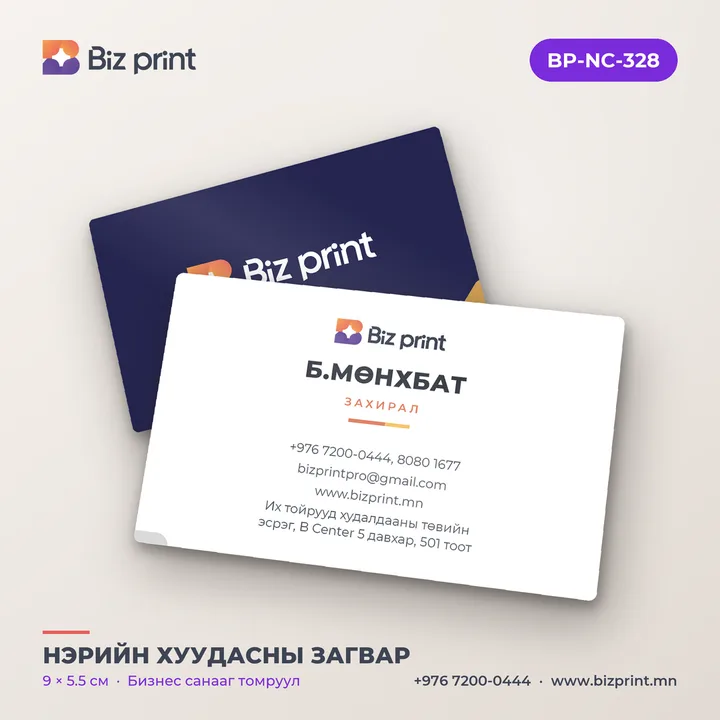 Biz print
BP-NC-328
Biz print
Biz print
Б.МӨНХБАТ
ЗАХИРАЛ
+976 7200-0444, 8080 1677
bizprintpro@gmail.com
www.bizprint.mn
Их тойрууд худалдааны төвийн
эсрэг, B Center 5 давхар, 501 тоот
НЭРИЙН ХУУДАСНЫ ЗАГВАР
9 × 5.5 см · Бизнес санааг томруул
+976 7200-0444 · www.bizprint.mn